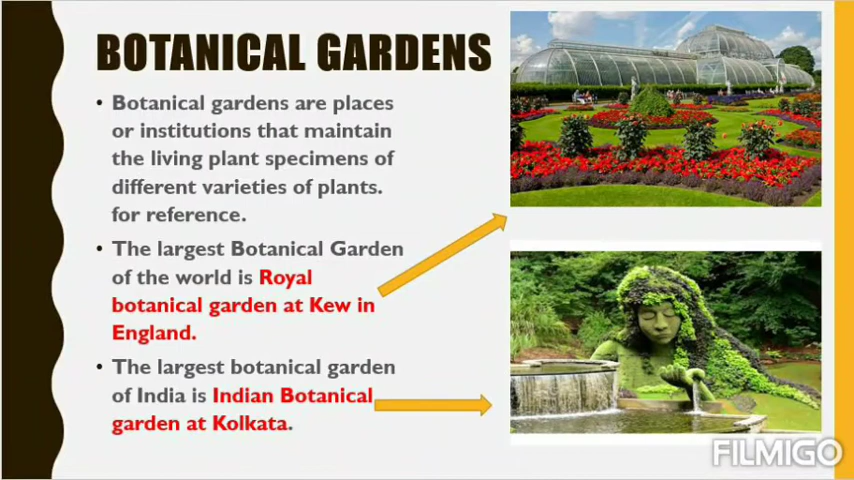 BOTANICAL GARDENS
• Botanical gardens are places
or institutions that maintain
the living plant specimens of
different varieties of plants.
for reference.
• The largest Botanical Garden
of the world is Royal
botanical garden at Kew in
England.
• The largest botanical garden
of India is Indian Botanical
garden at Kolkata.
FILMIGO